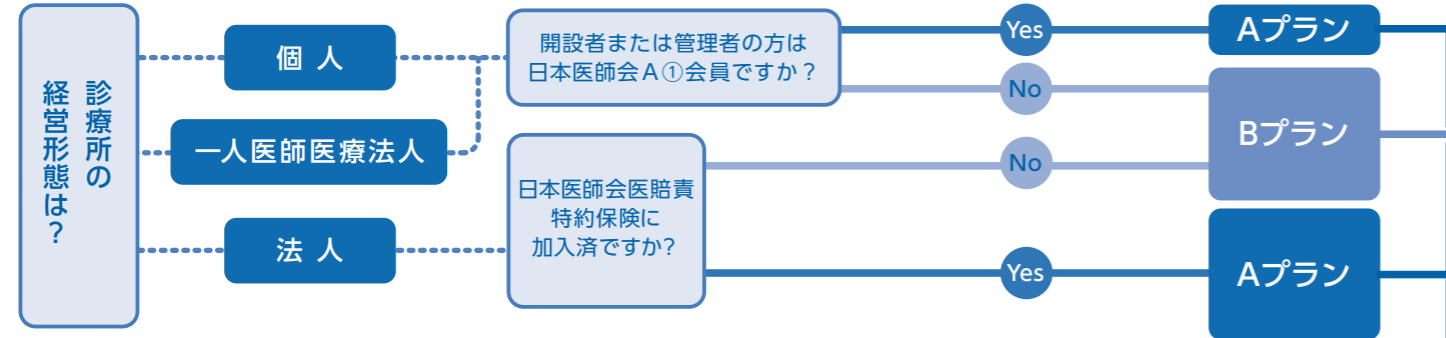 診療所の
経営形態は？
個人
一人医師医療法人
法人
開設者または管理者の方は
日本医師会A①会員ですか？
Yes
No
日本医師会医賠責
特約保険に
加入済ですか?
No
Yes
Aプラン
Bプラン
Aプラン